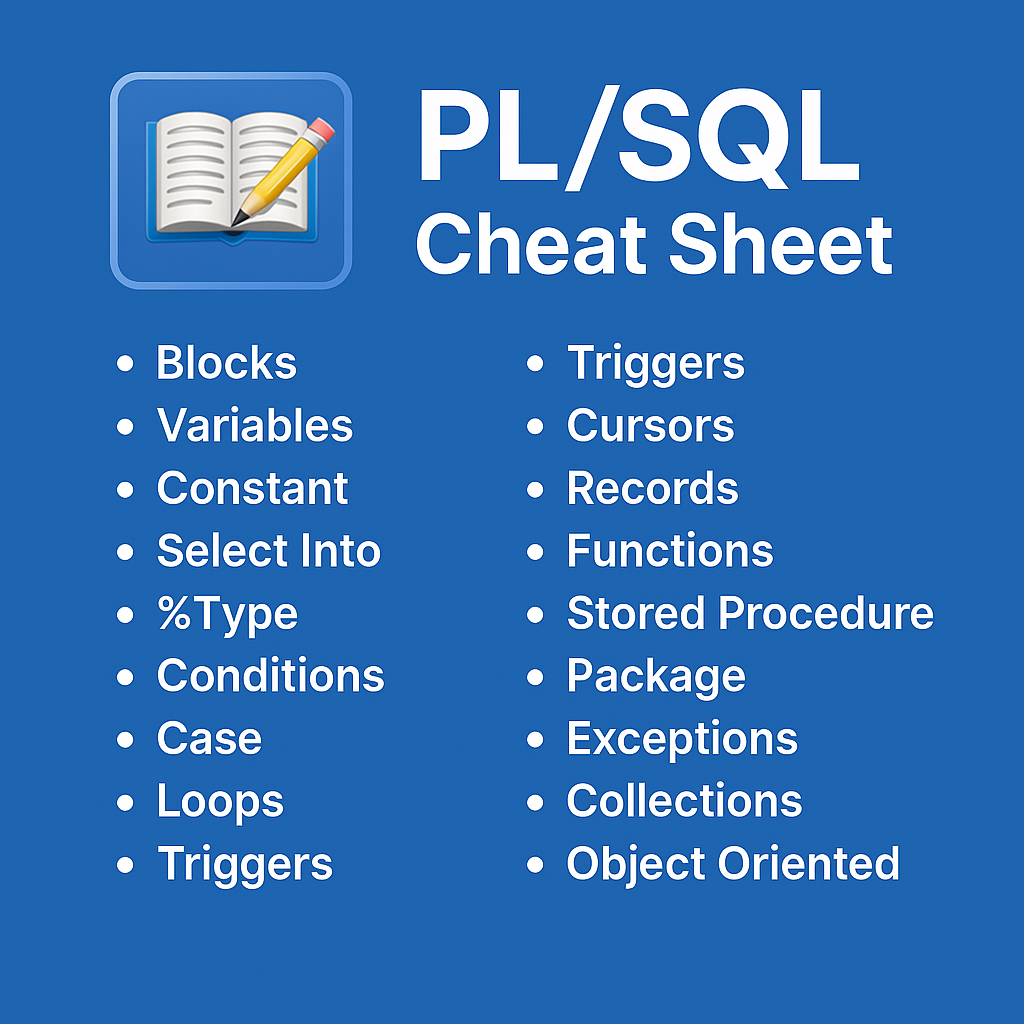 PL/SQL
Cheat Sheet
• Blocks
• Variables
• Constant
• Select Into
• %Type
• Conditions
• Case
• Loops
• Triggers
• Triggers
• Cursors
• Records
• Functions
• Stored Procedure
• Package
• Exceptions
• Collections
• Object Oriented